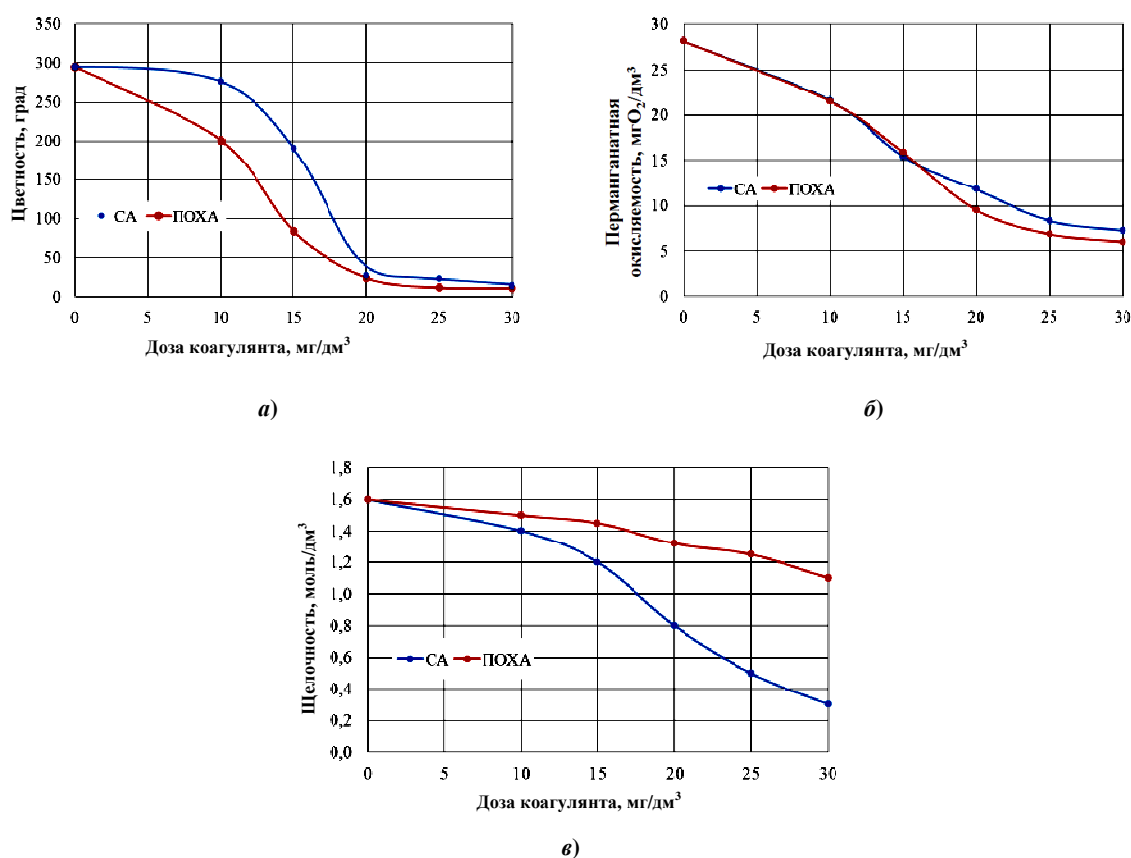 350
300
250
200
150
100
50
0
Цветность, град
СА ПОХА
0 5 10 15 20 25 30
Доза коагулянта, мг/дм³
а)
30
25
20
15
10
5
0
Перманганатная
окисляемость, мгО₂/дм³
СА ПОХА
0 5 10 15 20 25 30
Доза коагулянта, мг/дм³
б)
1,8
1,6
1,4
1,2
1,0
0,8
0,6
0,4
0,2
0,0
Щелочность, моль/дм³
СА ПОХА
0 5 10 15 20 25 30
Доза коагулянта, мг/дм³
в)